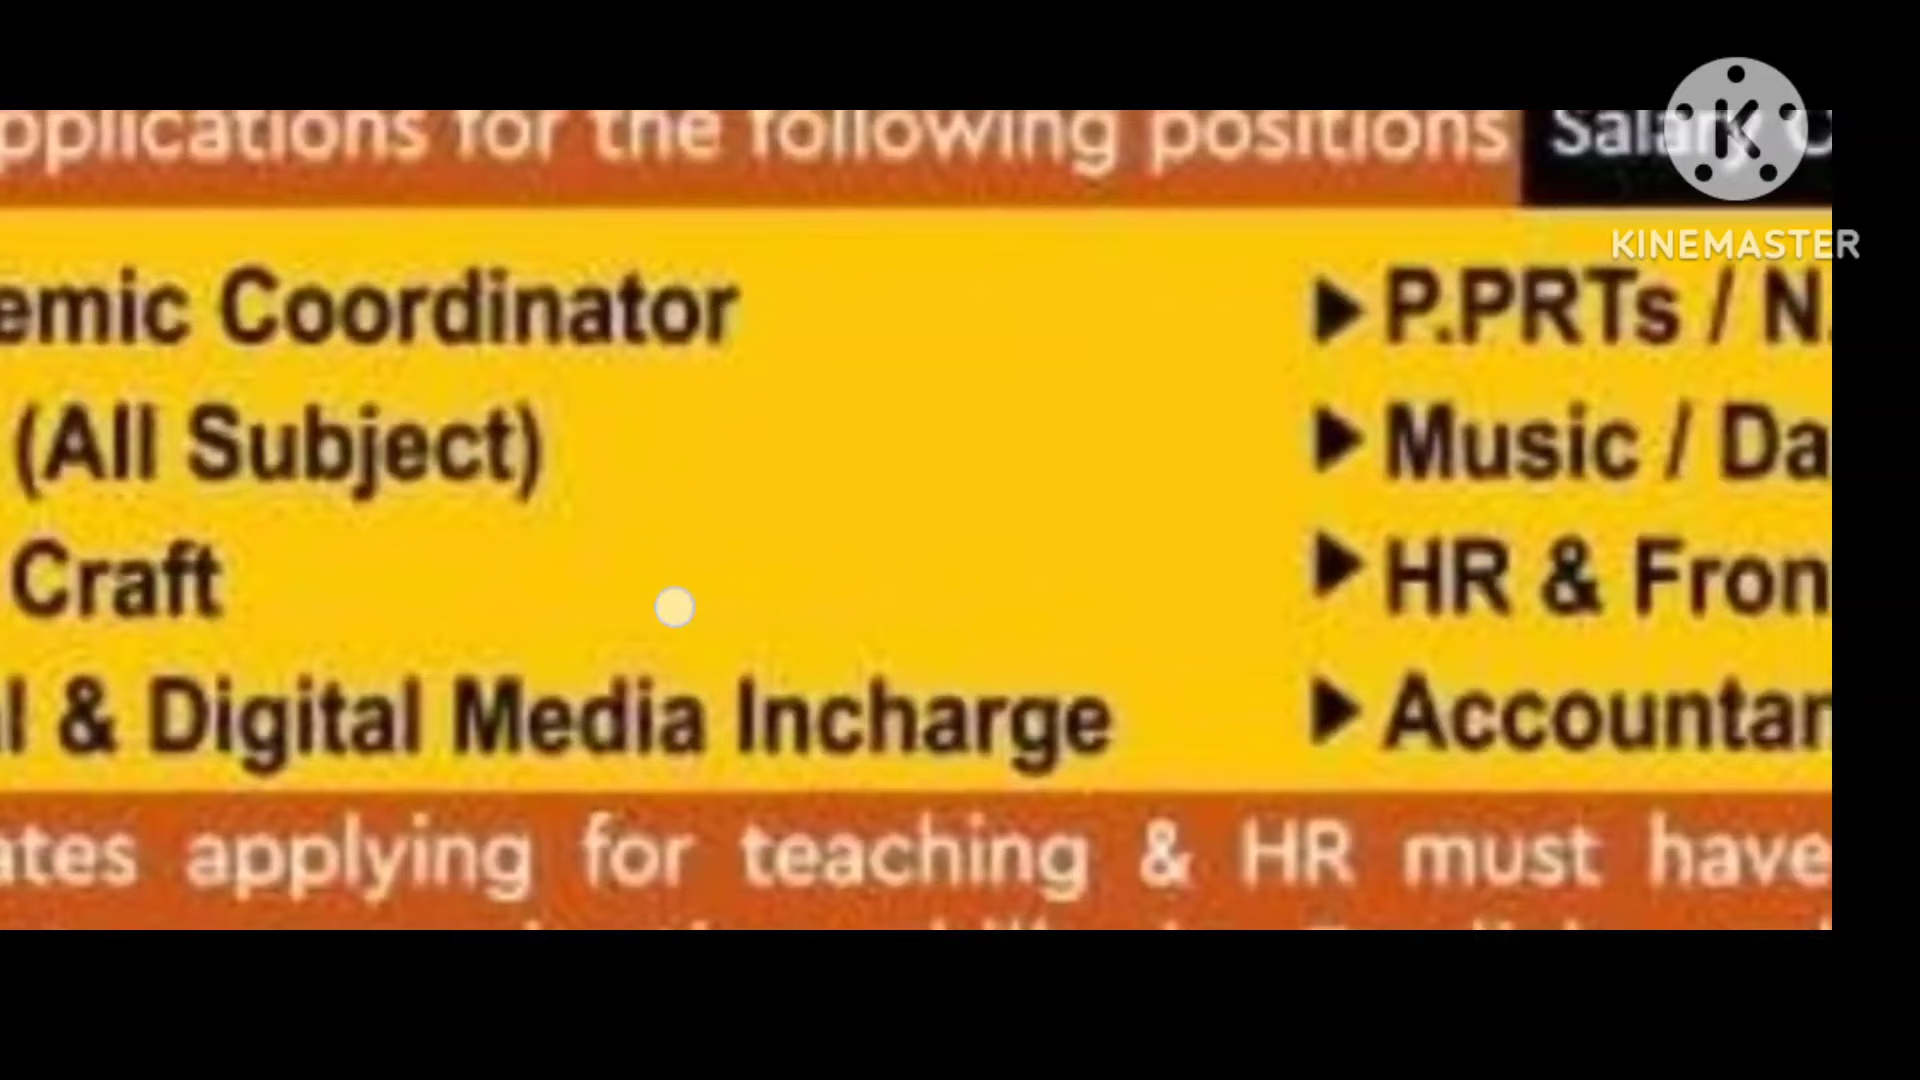 pplications for the following positions Salary C
KINEMASTER
emic Coordinator
▶ P.PRTs / N.
(All Subject)
▶ Music / Da
Craft
▶ HR & Fron
l & Digital Media Incharge
▶ Accountan
ates applying for teaching & HR must have